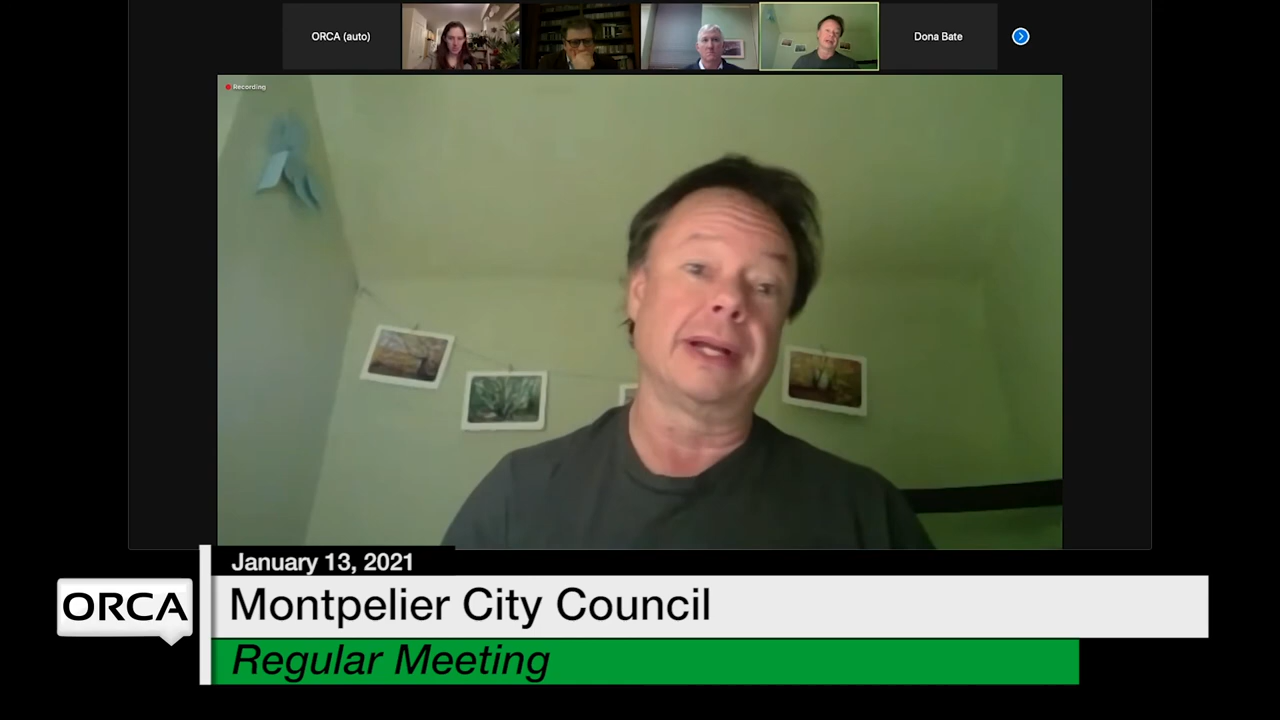 ORCA (auto)
Dona Bate
Recording
January 13, 2021
ORCA
Montpelier City Council
Regular Meeting